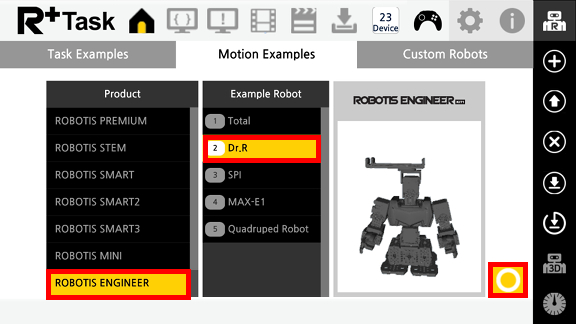 R+Task
23
Device
R
Task Examples
Motion Examples
Custom Robots
Product
ROBOTIS PREMIUM
ROBOTIS STEM
ROBOTIS SMART
ROBOTIS SMART2
ROBOTIS SMART3
ROBOTIS MINI
ROBOTIS ENGINEER
Example Robot
1 Total
2 Dr.R
3 SPI
4 MAX-E1
5 Quadruped Robot
ROBOTIS ENGINEER
3D